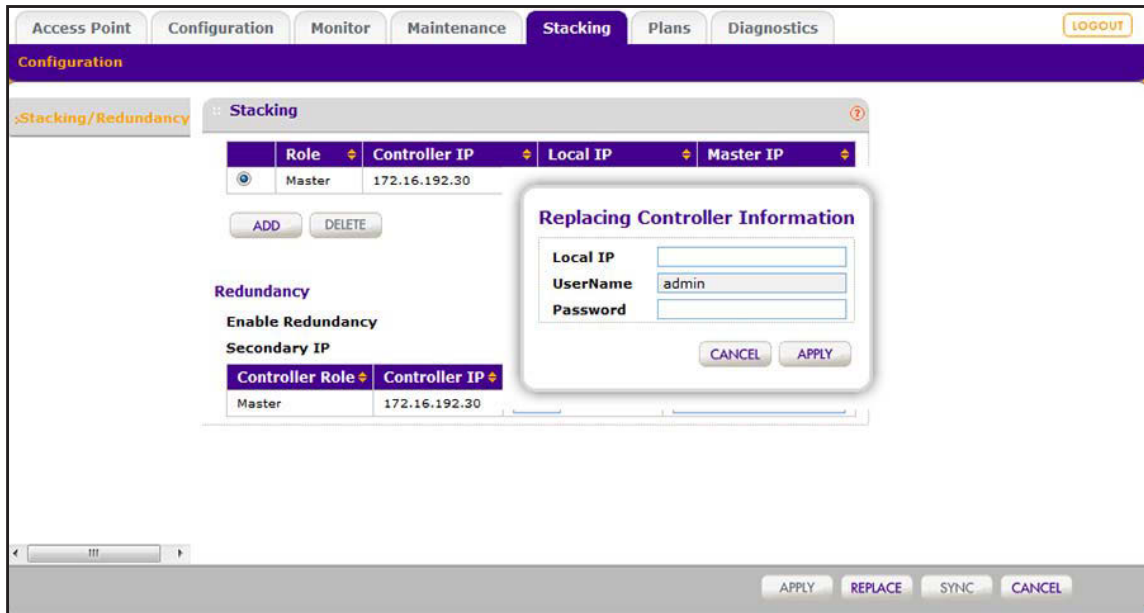 Access Point Configuration Monitor Maintenance Stacking Plans Diagnostics LOGOUT
Configuration
Stacking/Redundancy
Stacking ?
Role Controller IP Local IP Master IP
Master 172.16.192.30
ADD DELETE
Replacing Controller Information
Local IP
UserName admin
Password
CANCEL APPLY
Redundancy
Enable Redundancy
Secondary IP
Controller Role Controller IP
Master 172.16.192.30
APPLY REPLACE SYNC CANCEL